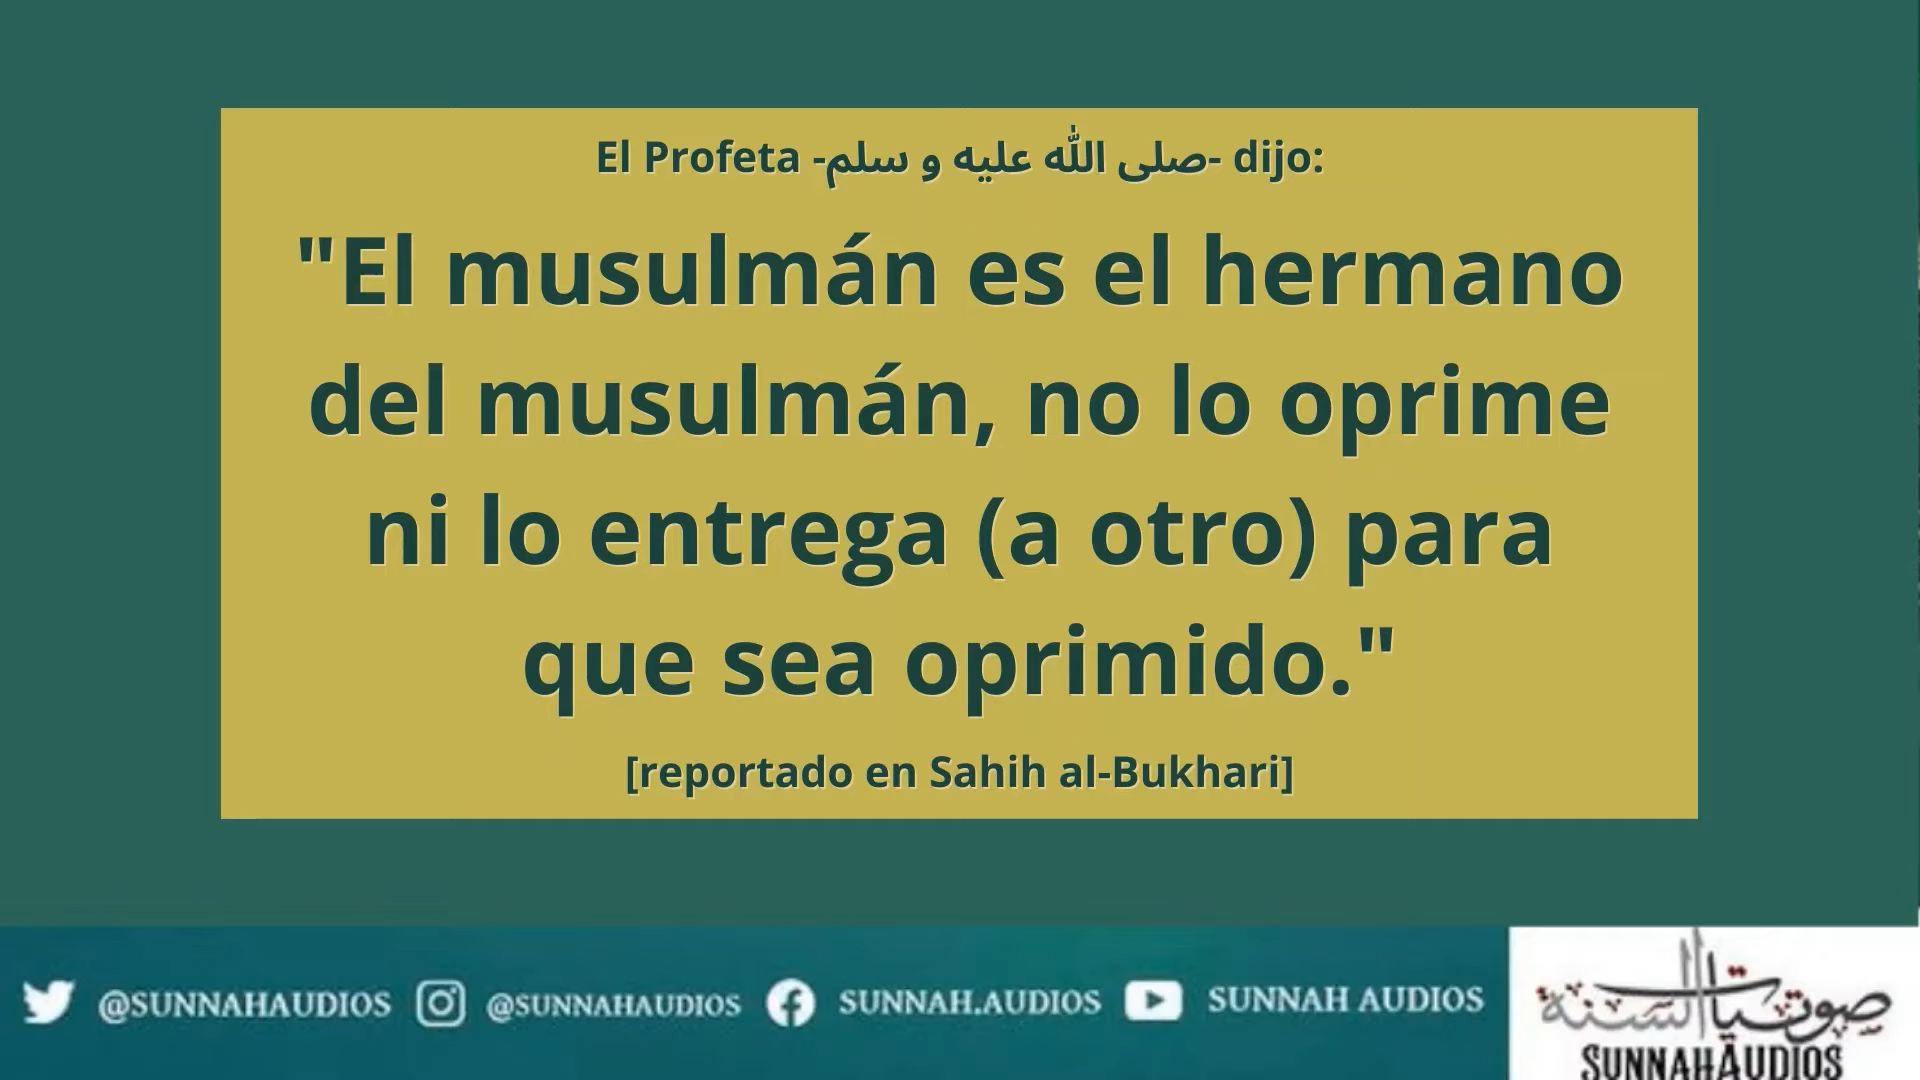 El Profeta -صلى الله عليه و سلم- dijo:
"El musulmán es el hermano
del musulmán, no lo oprime
ni lo entrega (a otro) para
que sea oprimido."
[reportado en Sahih al-Bukhari]
@SUNNAHAUDIOS @SUNNAHAUDIOS SUNNAH.AUDIOS SUNNAH AUDIOS
صوتيات السنة
SUNNAHAUDIOS